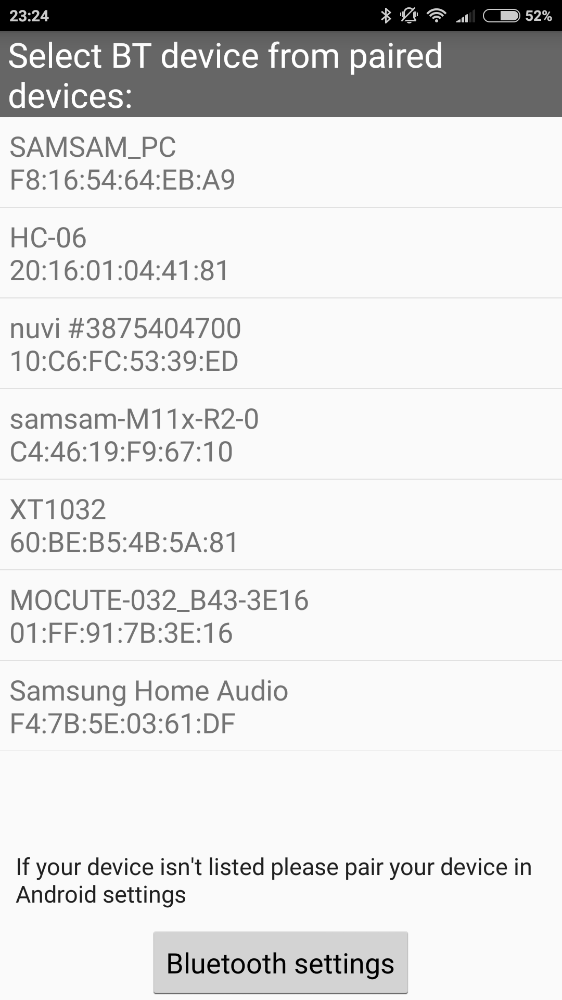 23:24 52%
Select BT device from paired
devices:
SAMSAM_PC
F8:16:54:64:EB:A9
HC-06
20:16:01:04:41:81
nuvi #3875404700
10:C6:FC:53:39:ED
samsam-M11x-R2-0
C4:46:19:F9:67:10
XT1032
60:BE:B5:4B:5A:81
MOCUTE-032_B43-3E16
01:FF:91:7B:3E:16
Samsung Home Audio
F4:7B:5E:03:61:DF
If your device isn't listed please pair your device in
Android settings
Bluetooth settings